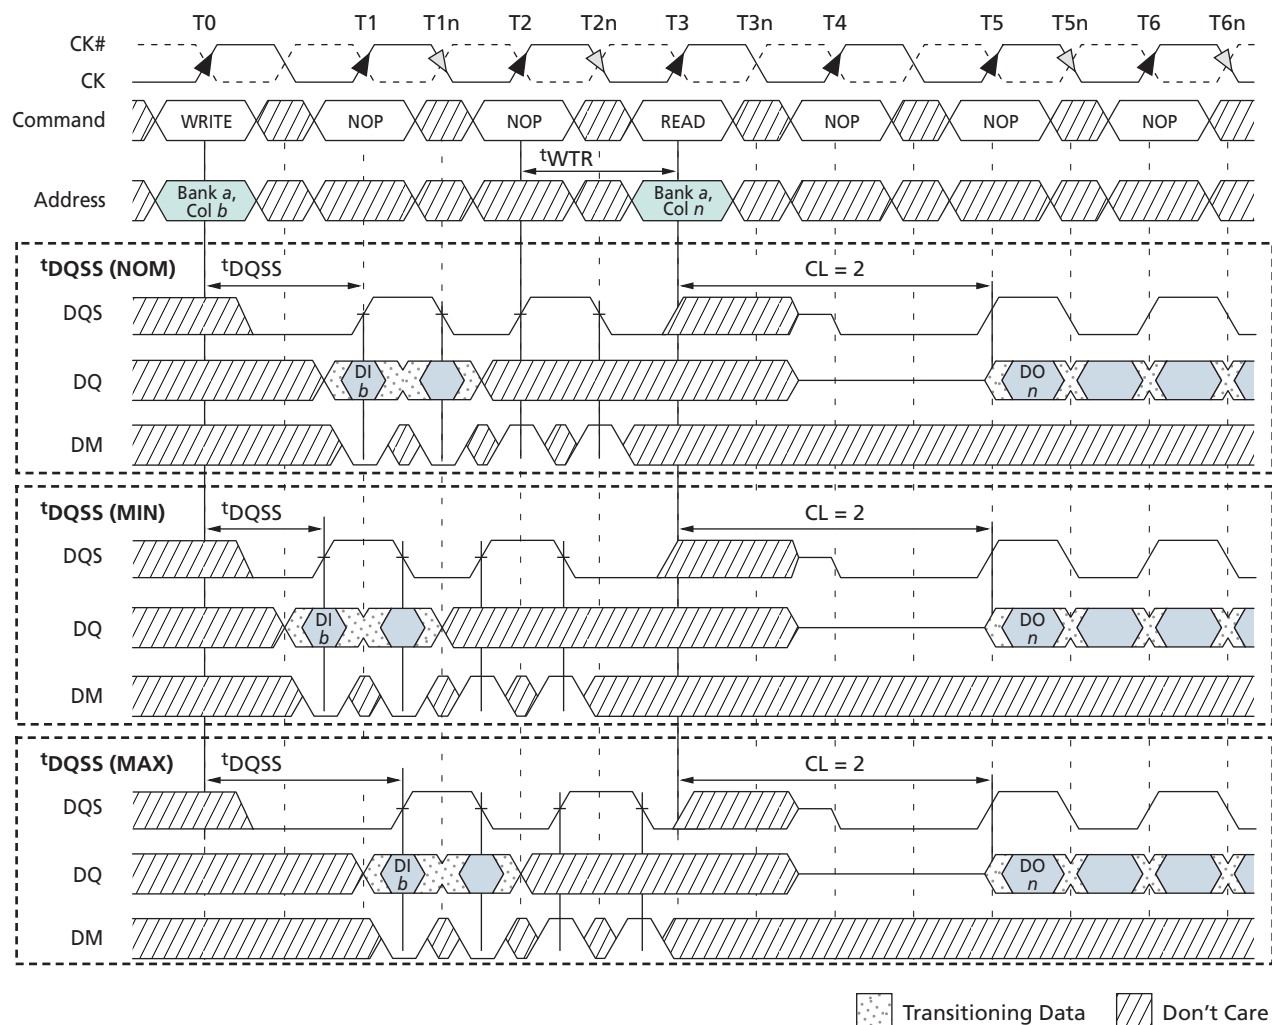 T0 T1 T1n T2 T2n T3 T3n T4 T5 T5n T6 T6n
CK#
CK
Command WRITE NOP NOP READ NOP NOP NOP
tWTR
Address Bank a, Col b Bank a, Col n
tDQSS (NOM) tDQSS CL = 2
DQS
DQ DI b DO n
DM
tDQSS (MIN) tDQSS CL = 2
DQS
DQ DI b DO n
DM
tDQSS (MAX) tDQSS CL = 2
DQS
DQ DI b DO n
DM
Transitioning Data Don't Care